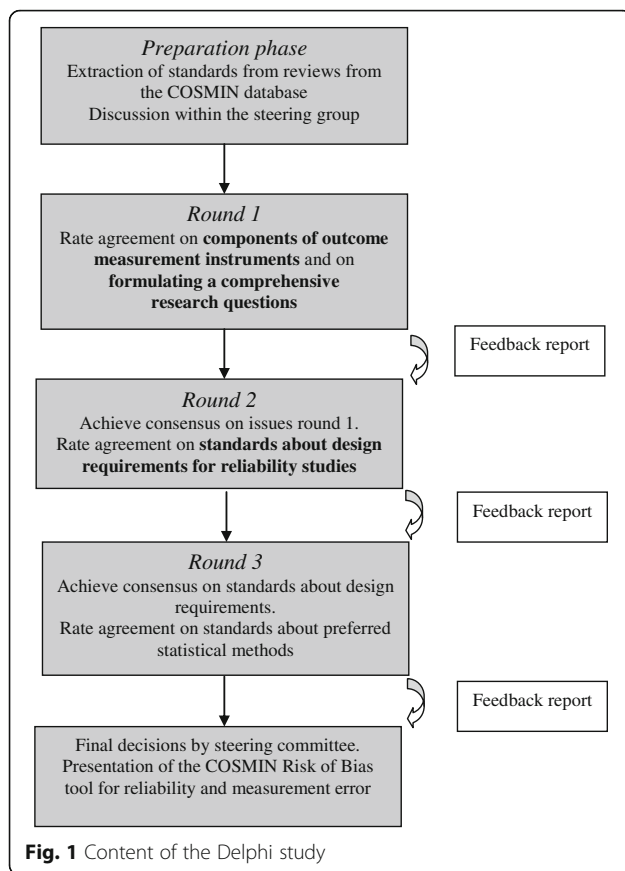 Preparation phase
Extraction of standards from reviews from
the COSMIN database
Discussion within the steering group
Round 1
Rate agreement on components of outcome
measurement instruments and on
formulating a comprehensive
research questions
Feedback report
Round 2
Achieve consensus on issues round 1.
Rate agreement on standards about design
requirements for reliability studies
Feedback report
Round 3
Achieve consensus on standards about design
requirements.
Rate agreement on standards about preferred
statistical methods
Feedback report
Final decisions by steering committee.
Presentation of the COSMIN Risk of Bias
tool for reliability and measurement error
Fig. 1 Content of the Delphi study